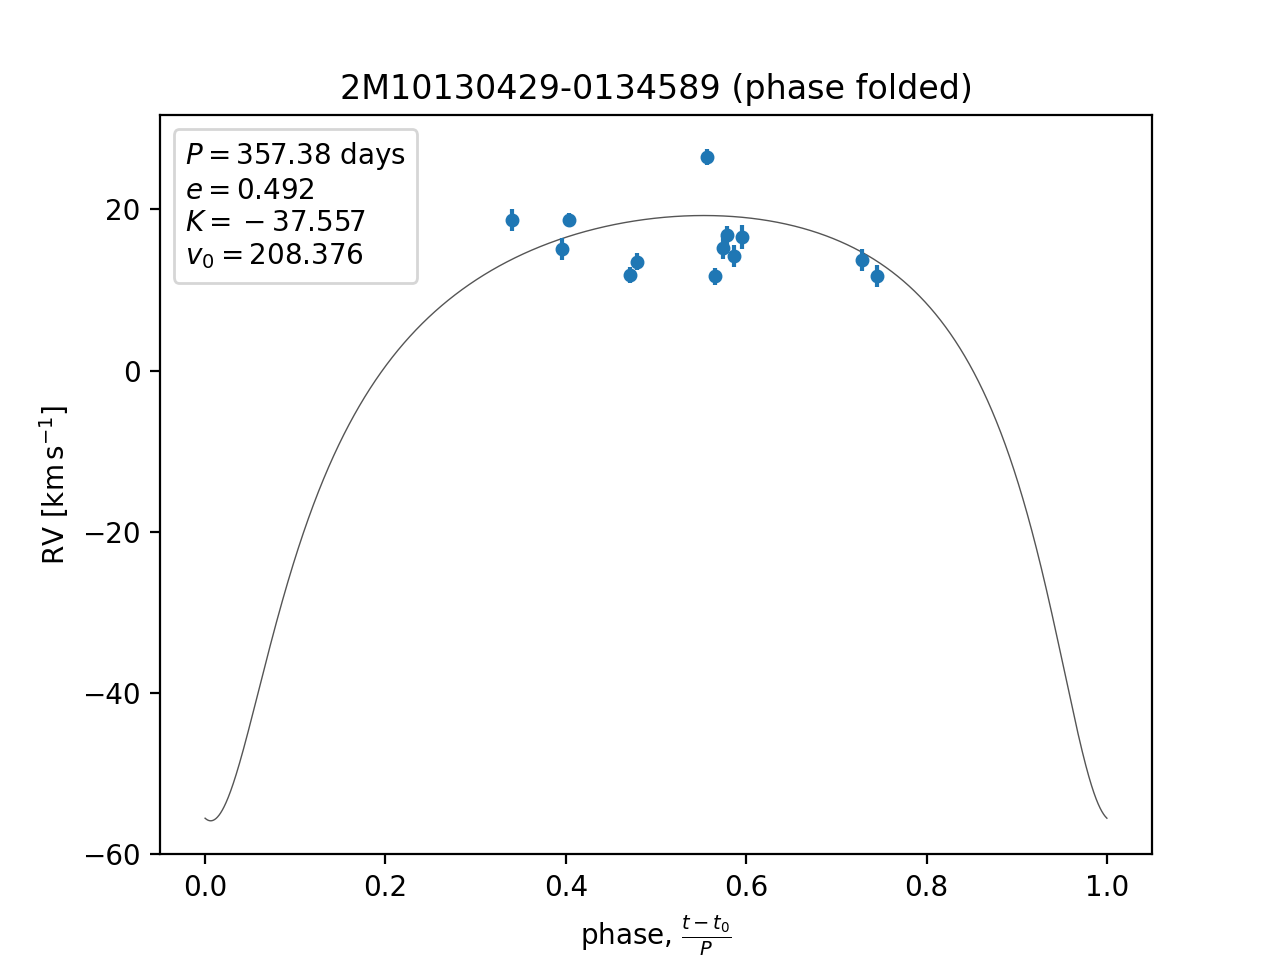 2M10130429-0134589 (phase folded)
P = 357.38 days
e = 0.492
K = −37.557
v₀ = 208.376
20
0
−20
−40
−60
RV [km s⁻¹]
0.0 0.2 0.4 0.6 0.8 1.0
phase, (t − t₀)/P